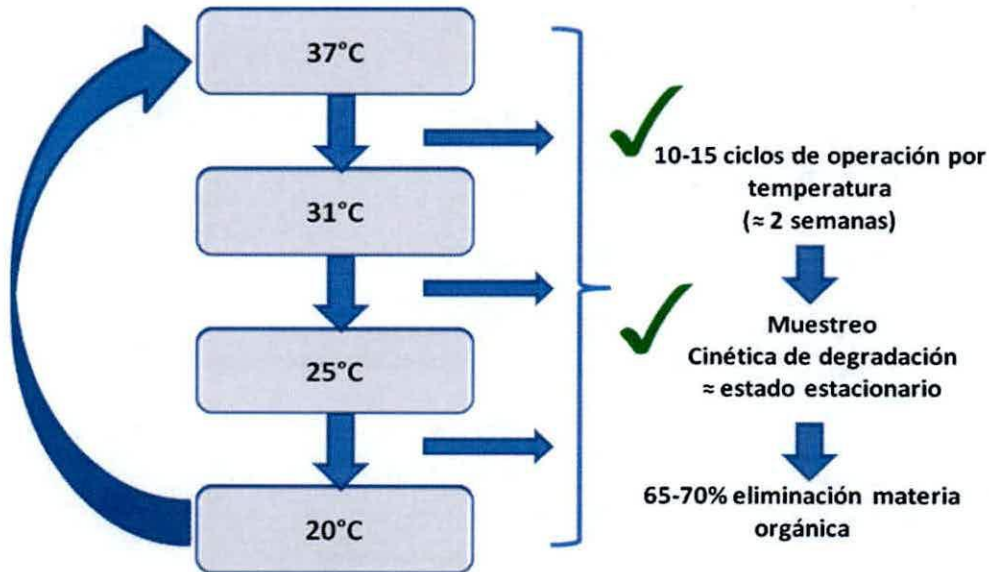 37°C
31°C
25°C
20°C
10-15 ciclos de operación por
temperatura
(≈ 2 semanas)
Muestreo
Cinética de degradación
≈ estado estacionario
65-70% eliminación materia
orgánica